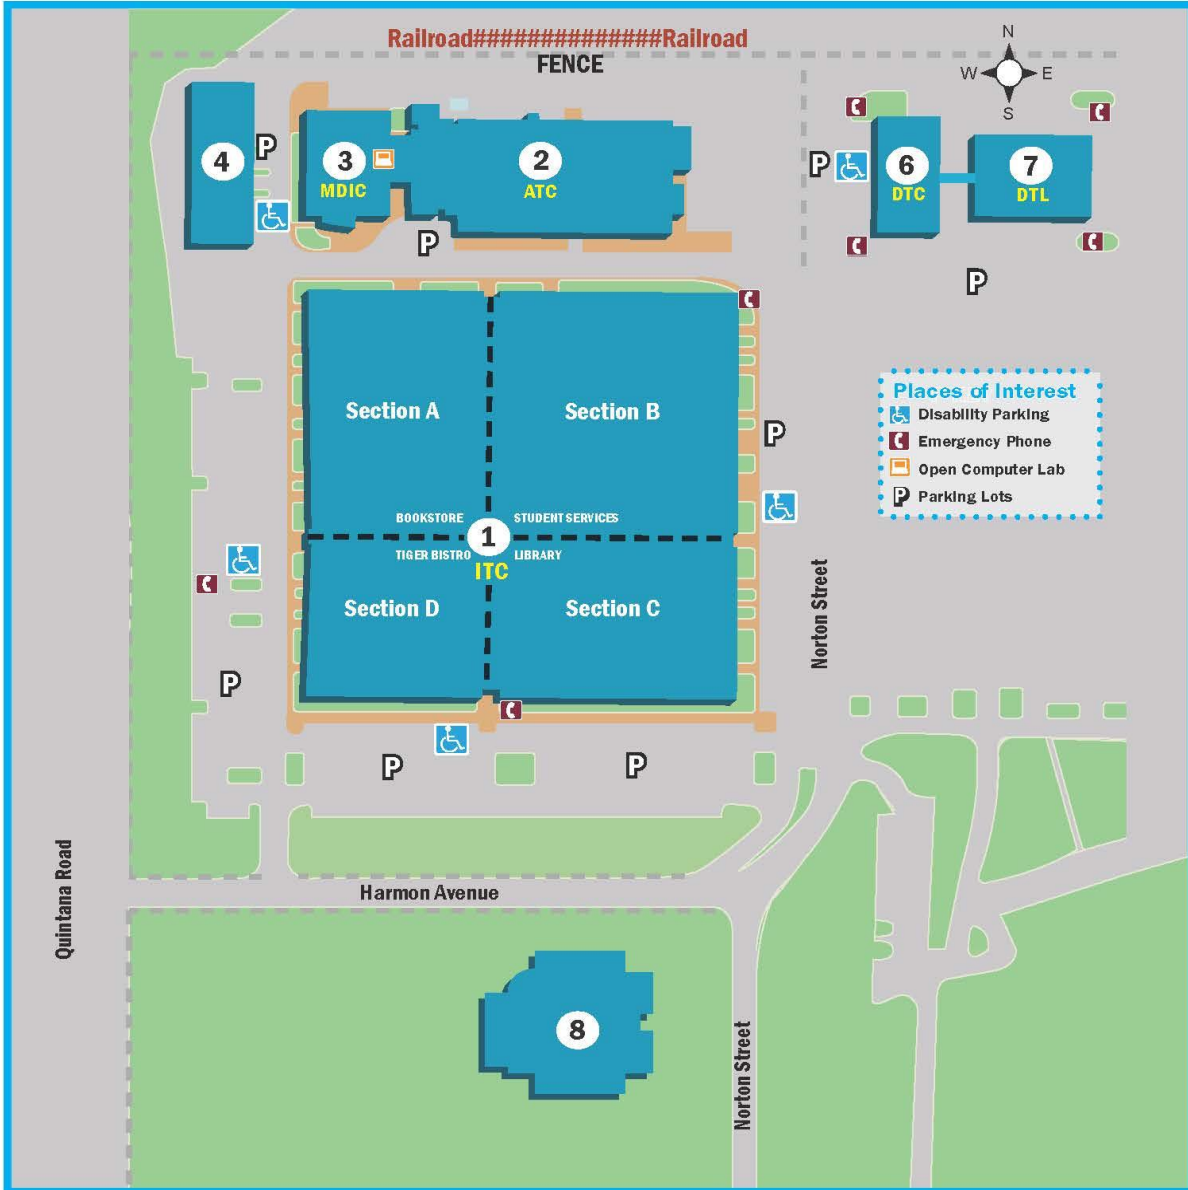 Railroad##############Railroad
FENCE
N
W E
S
4
P
3
MDIC
2
ATC
P
P
6
DTC
7
DTL
P
Section A
Section B
P
Places of Interest
Disability Parking
Emergency Phone
Open Computer Lab
P Parking Lots
BOOKSTORE
STUDENT SERVICES
1
TIGER BISTRO
LIBRARY
ITC
Section D
Section C
Norton Street
P
P
P
Quintana Road
Harmon Avenue
8
Norton Street